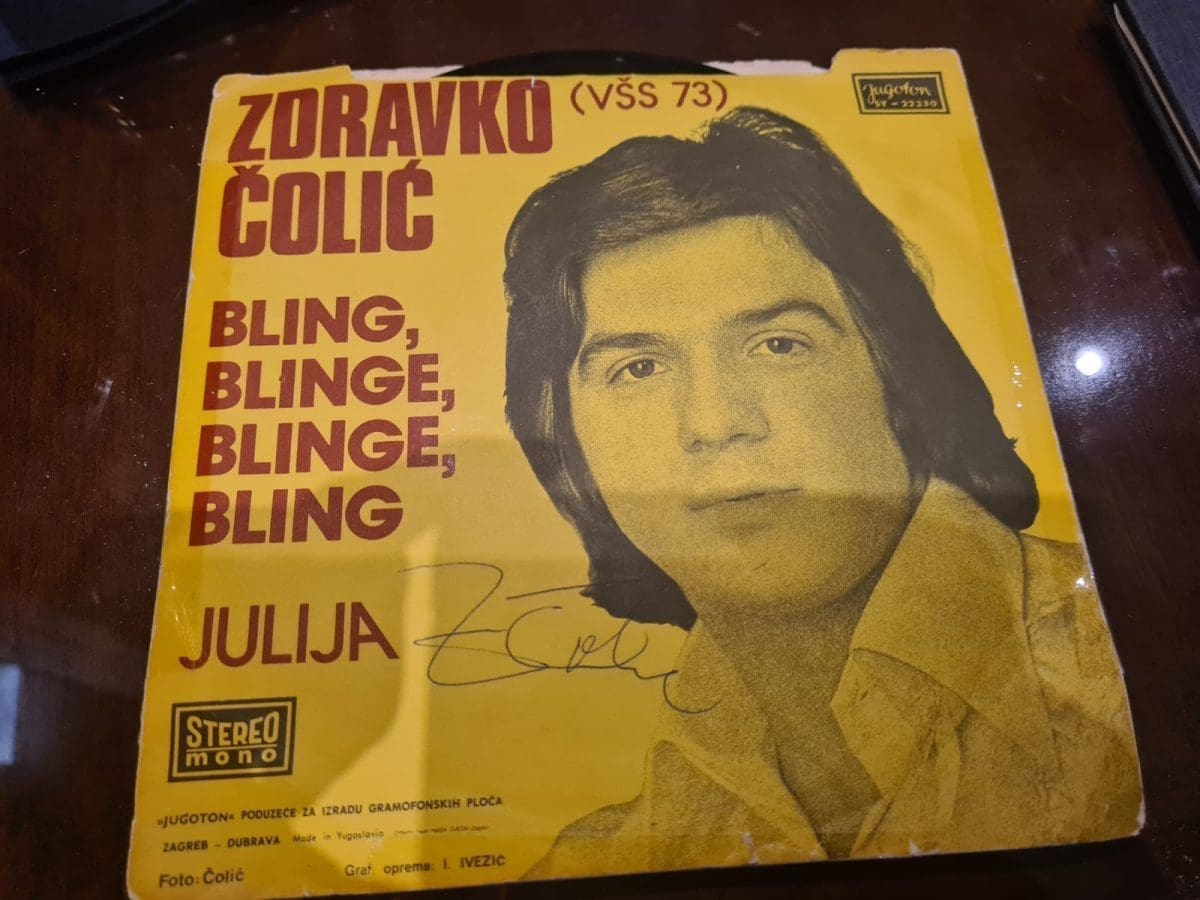 ZDRAVKO (VŠS 73)
ČOLIĆ
Jugoton
SY - 22330
BLING,
BLINGE,
BLINGE,
BLING
JULIJA
STEREO
mono
»JUGOTON« PODUZEĆE ZA IZRADU GRAMOFONSKIH PLOČA
ZAGREB - DUBRAVA Made in Yugoslavia
Foto: Čolić Graf. oprema: I. IVEZIĆ